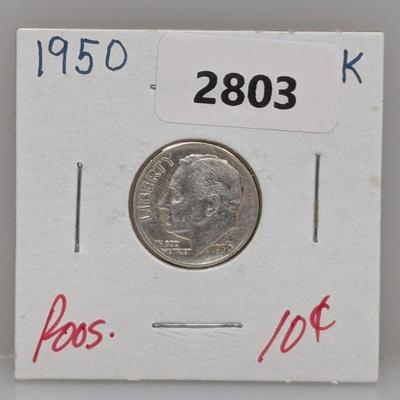 1950 2803 K
LIBERTY
IN GOD
WE TRUST
1950
Roos. 10¢